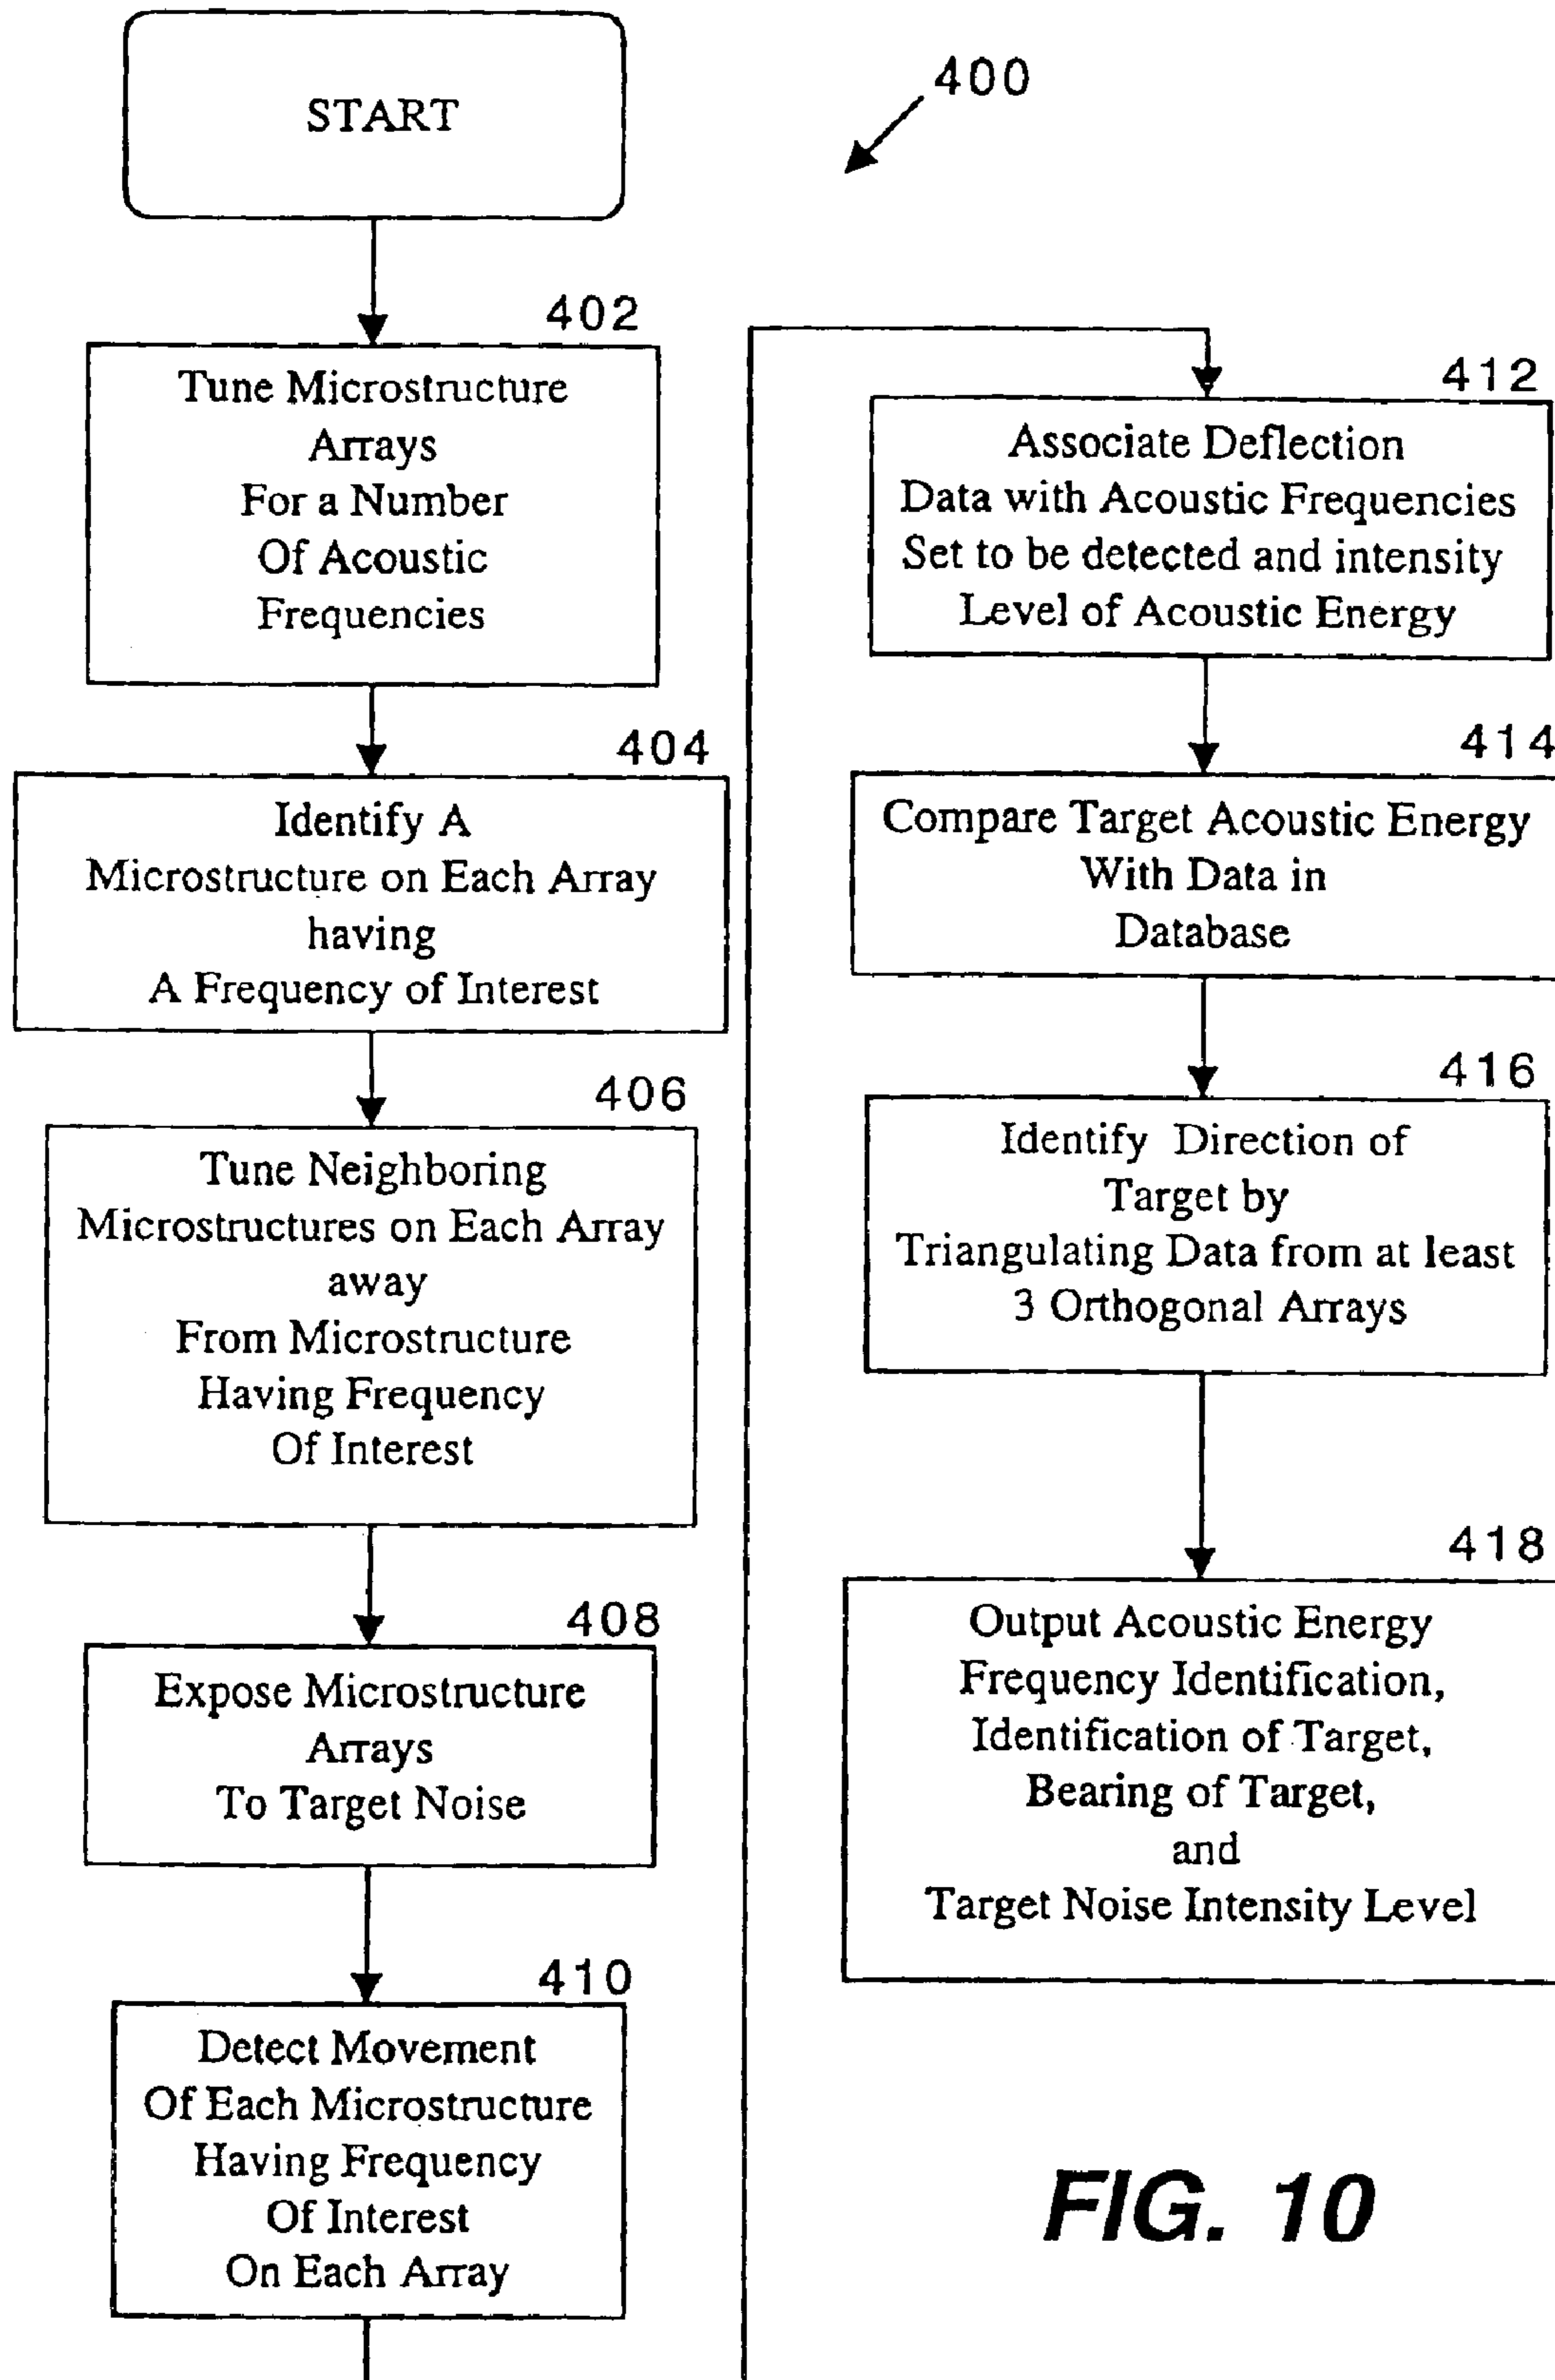 START
400
402
Tune Microstructure
Arrays
For a Number
Of Acoustic
Frequencies
404
Identify A
Microstructure on Each Array
having
A Frequency of Interest
406
Tune Neighboring
Microstructures on Each Array
away
From Microstructure
Having Frequency
Of Interest
408
Expose Microstructure
Arrays
To Target Noise
410
Detect Movement
Of Each Microstructure
Having Frequency
Of Interest
On Each Array
412
Associate Deflection
Data with Acoustic Frequencies
Set to be detected and intensity
Level of Acoustic Energy
414
Compare Target Acoustic Energy
With Data in
Database
416
Identify Direction of
Target by
Triangulating Data from at least
3 Orthogonal Arrays
418
Output Acoustic Energy
Frequency Identification,
Identification of Target,
Bearing of Target,
and
Target Noise Intensity Level
FIG. 10